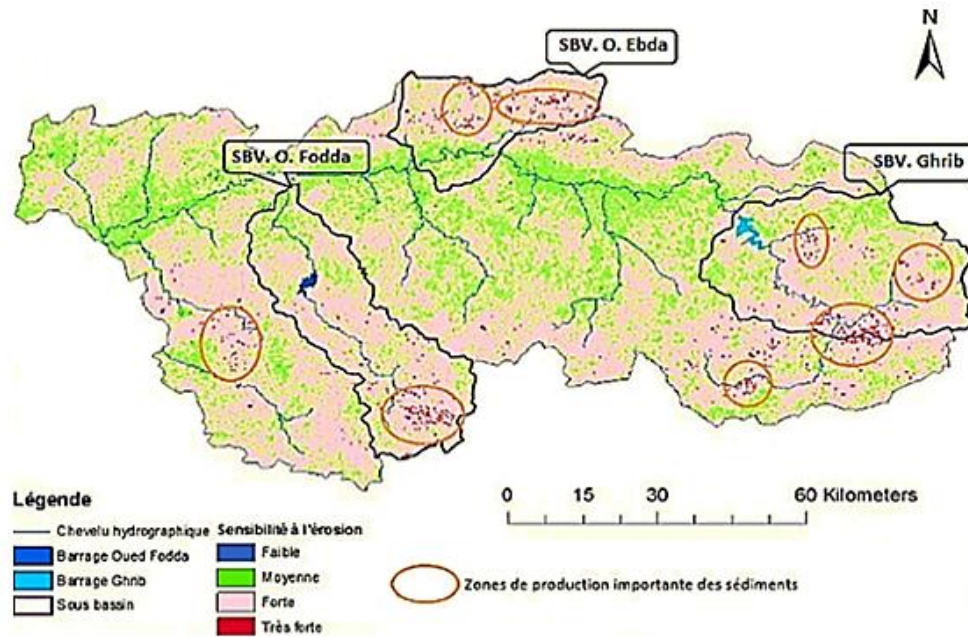 N
SBV. O. Ebda
SBV. O. Fodda
SBV. Ghrib
Légende
Chevelu hydrographique
Barrage Oued Fodda
Barrage Ghrib
Sous bassin
Sensibilité à l'érosion
Faible
Moyenne
Forte
Très forte
0 15 30 60 Kilometers
Zones de production importante des sédiments